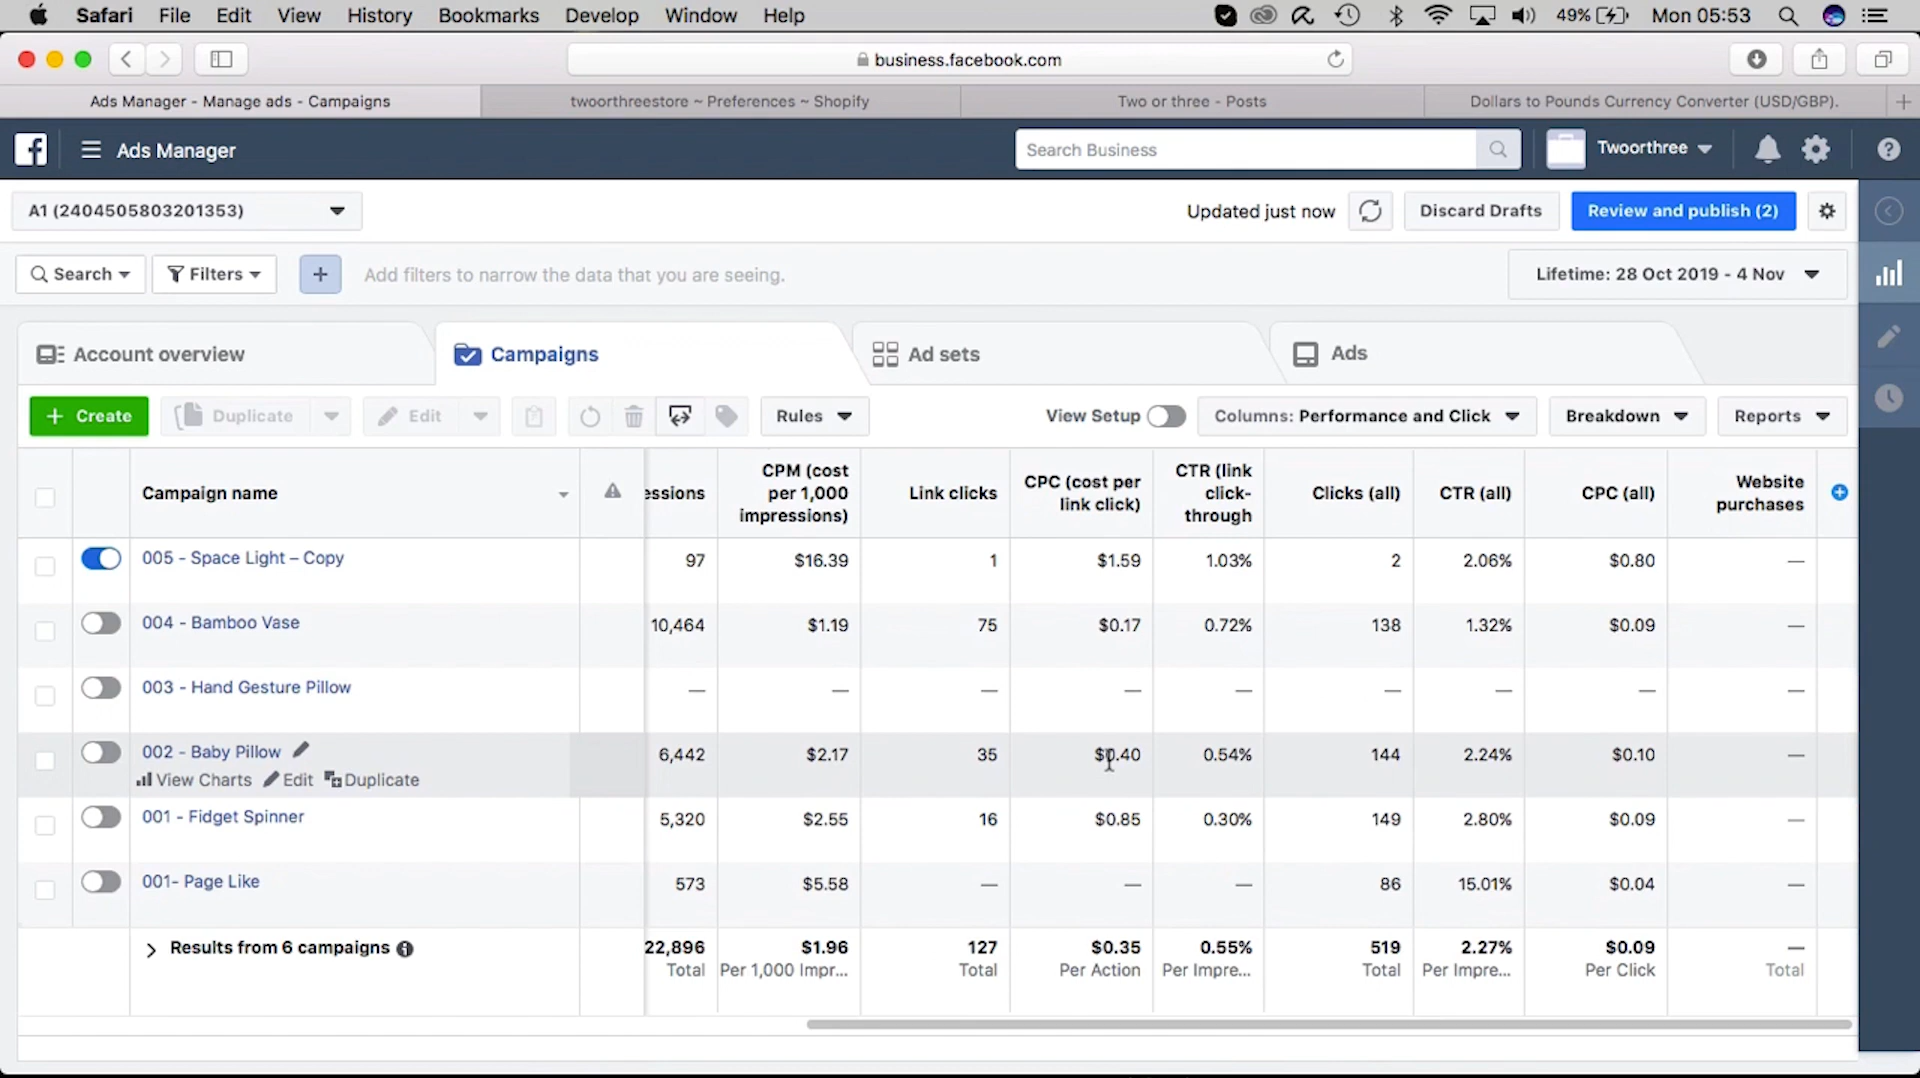 Safari File Edit View History Bookmarks Develop Window Help 49% Mon 05:53
business.facebook.com
Ads Manager - Manage ads - Campaigns
twoorthreestore ~ Preferences ~ Shopify
Two or three - Posts
Dollars to Pounds Currency Converter (USD/GBP).
Ads Manager
Search Business
Twoorthree
A1 (2404505803201353)
Updated just now
Discard Drafts
Review and publish (2)
Search
Filters
Add filters to narrow the data that you are seeing.
Lifetime: 28 Oct 2019 - 4 Nov
Account overview
Campaigns
Ad sets
Ads
+ Create
Duplicate
Edit
Rules
View Setup
Columns: Performance and Click
Breakdown
Reports
Campaign name
essions
CPM (cost
per 1,000
impressions)
Link clicks
CPC (cost per
link click)
CTR (link
click-
through
Clicks (all)
CTR (all)
CPC (all)
Website
purchases
005 - Space Light – Copy 97 $16.39 1 $1.59 1.03% 2 2.06% $0.80 —
004 - Bamboo Vase 10,464 $1.19 75 $0.17 0.72% 138 1.32% $0.09 —
003 - Hand Gesture Pillow — — — — — — — — —
002 - Baby Pillow 6,442 $2.17 35 $0.40 0.54% 144 2.24% $0.10 —
View Charts Edit Duplicate
001 - Fidget Spinner 5,320 $2.55 16 $0.85 0.30% 149 2.80% $0.09 —
001- Page Like 573 $5.58 — — — 86 15.01% $0.04 —
Results from 6 campaigns 22,896 $1.96 127 $0.35 0.55% 519 2.27% $0.09 —
Total Per 1,000 Impr... Total Per Action Per Impre... Total Per Impre... Per Click Total